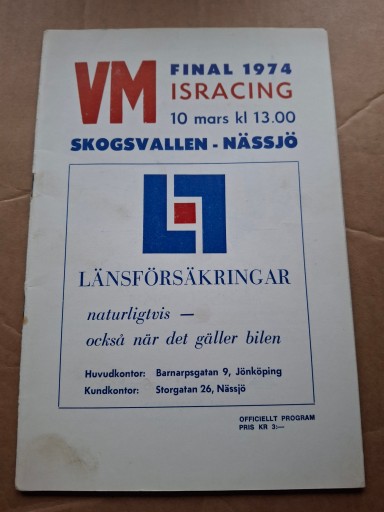 VM FINAL 1974
ISRACING
10 mars kl 13.00
SKOGSVALLEN - NÄSSJÖ
LÄNSFÖRSÄKRINGAR
naturligtvis —
också när det gäller bilen
Huvudkontor: Barnarpsgatan 9, Jönköping
Kundkontor: Storgatan 26, Nässjö
OFFICIELLT PROGRAM
PRIS KR 3:—